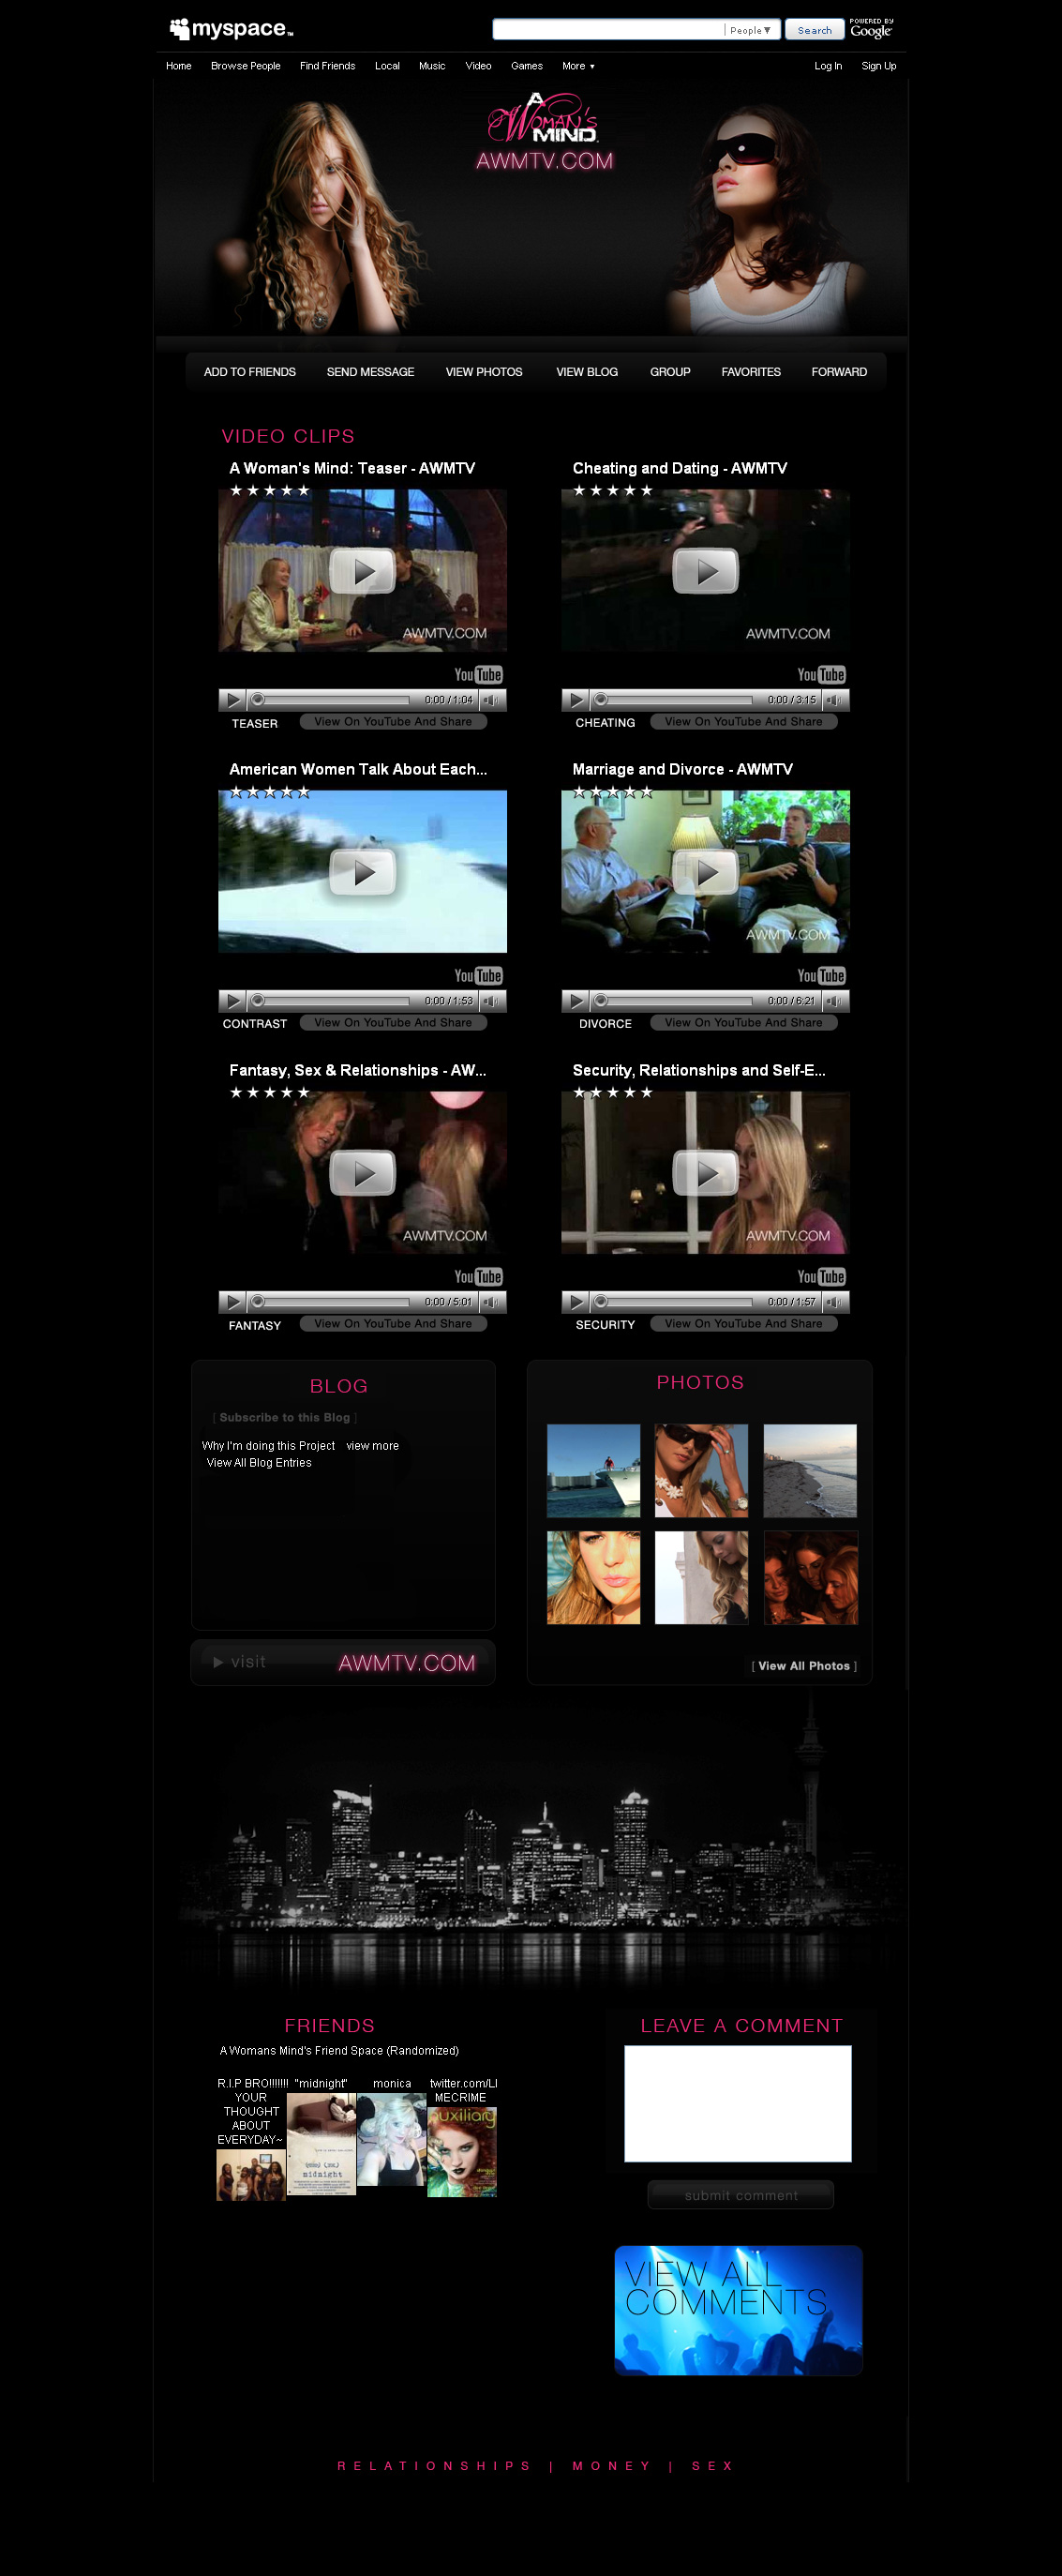 myspace.™
People ▼
Search
POWERED BY Google
Home Browse People Find Friends Local Music Video Games More ▼ Log In Sign Up
A
Woman's
MIND
AWMTV.COM
ADD TO FRIENDS SEND MESSAGE VIEW PHOTOS VIEW BLOG GROUP FAVORITES FORWARD
VIDEO CLIPS
A Woman's Mind: Teaser - AWMTV
AWMTV.COM
YouTube
0:00 / 1:04
TEASER View On YouTube And Share
Cheating and Dating - AWMTV
AWMTV.COM
YouTube
0:00 / 3:15
CHEATING View On YouTube And Share
American Women Talk About Each...
YouTube
0:00 / 1:53
CONTRAST View On YouTube And Share
Marriage and Divorce - AWMTV
AWMTV.COM
YouTube
0:00 / 6:21
DIVORCE View On YouTube And Share
Fantasy, Sex & Relationships - AW...
AWMTV.COM
YouTube
0:00 / 5:01
FANTASY View On YouTube And Share
Security, Relationships and Self-E...
AWMTV.COM
YouTube
0:00 / 1:57
SECURITY View On YouTube And Share
BLOG
[ Subscribe to this Blog ]
Why I'm doing this Project view more
View All Blog Entries
visit AWMTV.COM
PHOTOS
[ View All Photos ]
FRIENDS
A Womans Mind's Friend Space (Randomized)
R.I.P BRO!!!!!!!
YOUR
THOUGHT
ABOUT
EVERYDAY~
"midnight"
midnight
monica
twitter.com/LI
MECRIME
auxiliary
LEAVE A COMMENT
submit comment
VIEW ALL
COMMENTS
RELATIONSHIPS | MONEY | SEX